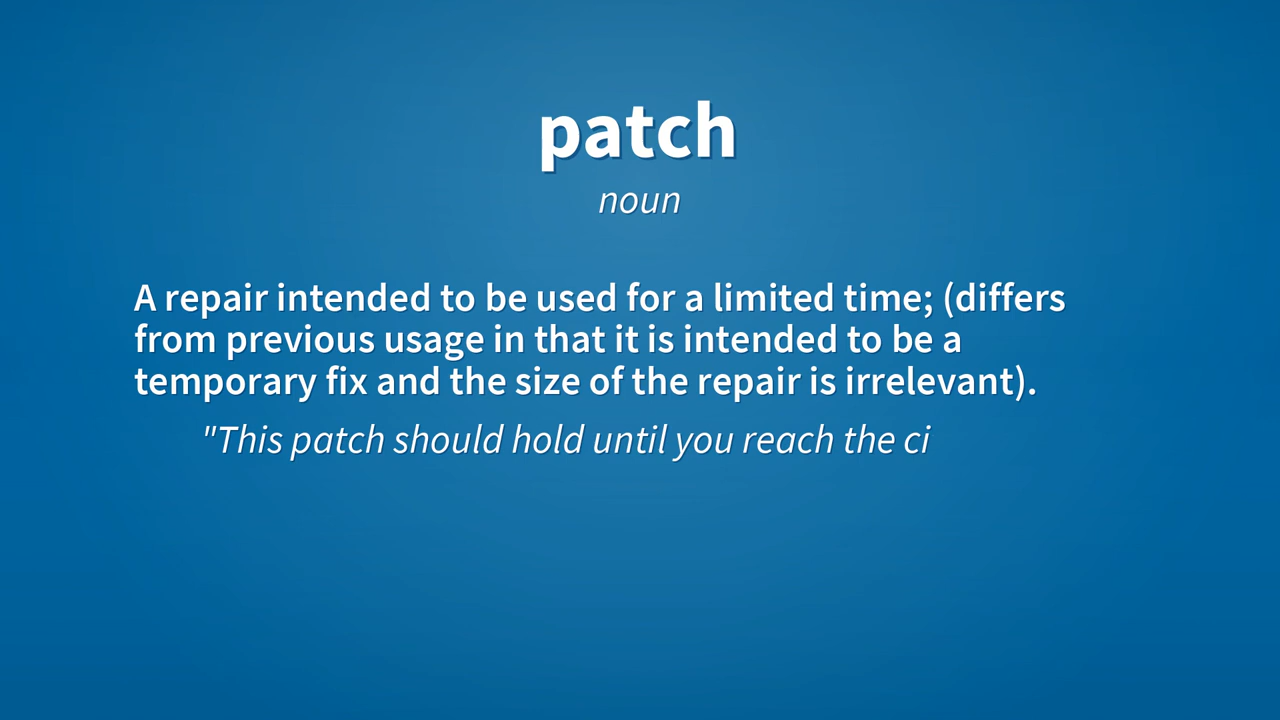 patch
noun
A repair intended to be used for a limited time; (differs
from previous usage in that it is intended to be a
temporary fix and the size of the repair is irrelevant).
"This patch should hold until you reach the ci